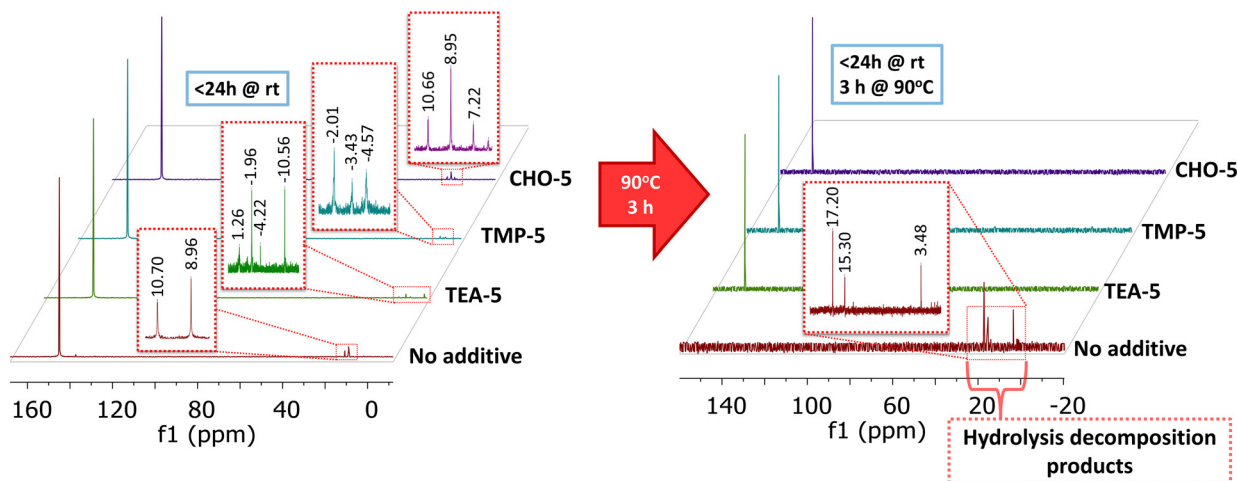 <24h @ rt
10.66
8.95
7.22
-2.01
-3.43
-4.57
1.26
-1.96
-4.22
-10.56
10.70
8.96
CHO-5
TMP-5
TEA-5
No additive
160 120 80 40 0
f1 (ppm)
90°C
3 h
<24h @ rt
3 h @ 90°C
17.20
15.30
3.48
CHO-5
TMP-5
TEA-5
No additive
140 100 60 20 -20
f1 (ppm)
Hydrolysis decomposition
products